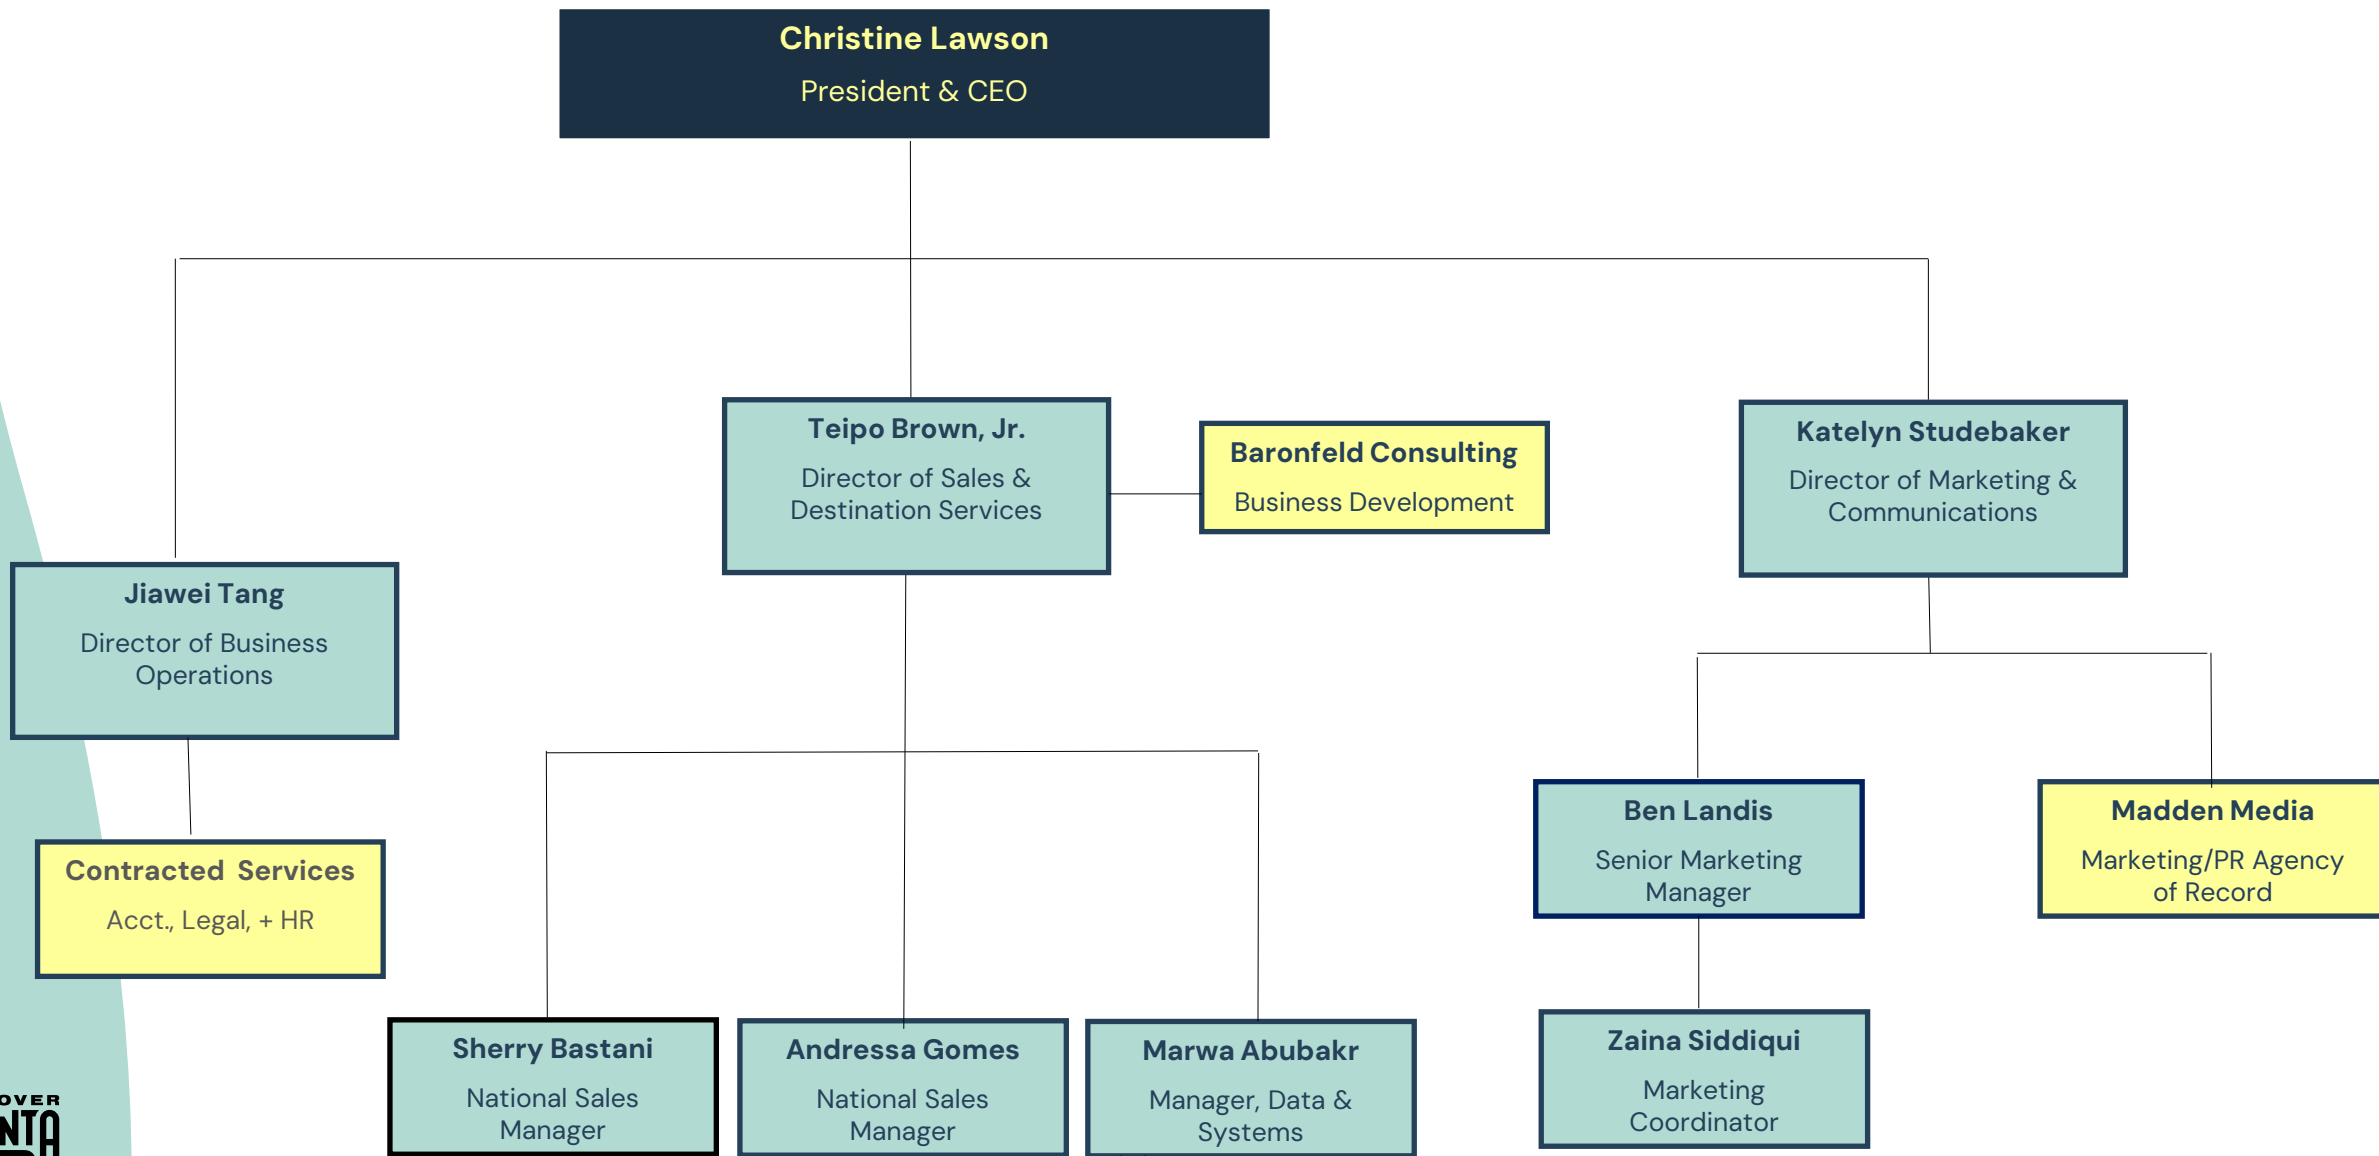 Christine Lawson
President & CEO
Teipo Brown, Jr.
Director of Sales &
Destination Services
Baronfeld Consulting
Business Development
Katelyn Studebaker
Director of Marketing &
Communications
Jiawei Tang
Director of Business
Operations
Contracted Services
Acct., Legal, + HR
Ben Landis
Senior Marketing
Manager
Madden Media
Marketing/PR Agency
of Record
Sherry Bastani
National Sales
Manager
Andressa Gomes
National Sales
Manager
Marwa Abubakr
Manager, Data &
Systems
Zaina Siddiqui
Marketing
Coordinator
OVER
NTA